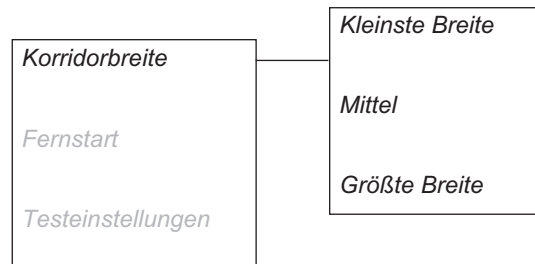 Korridorbreite
Fernstart
Testeinstellungen
Kleinste Breite
Mittel
Größte Breite